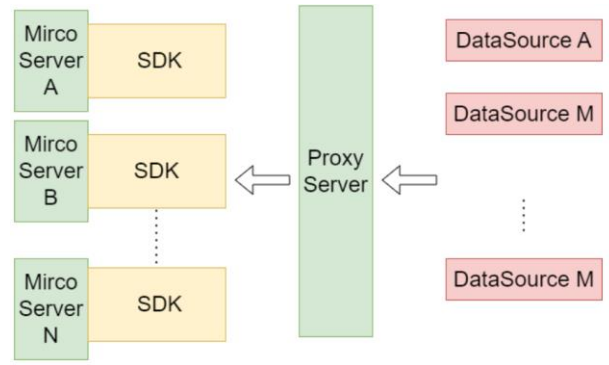 Mirco
Server
A
SDK
Mirco
Server
B
SDK
Mirco
Server
N
SDK
Proxy
Server
DataSource A
DataSource M
DataSource M